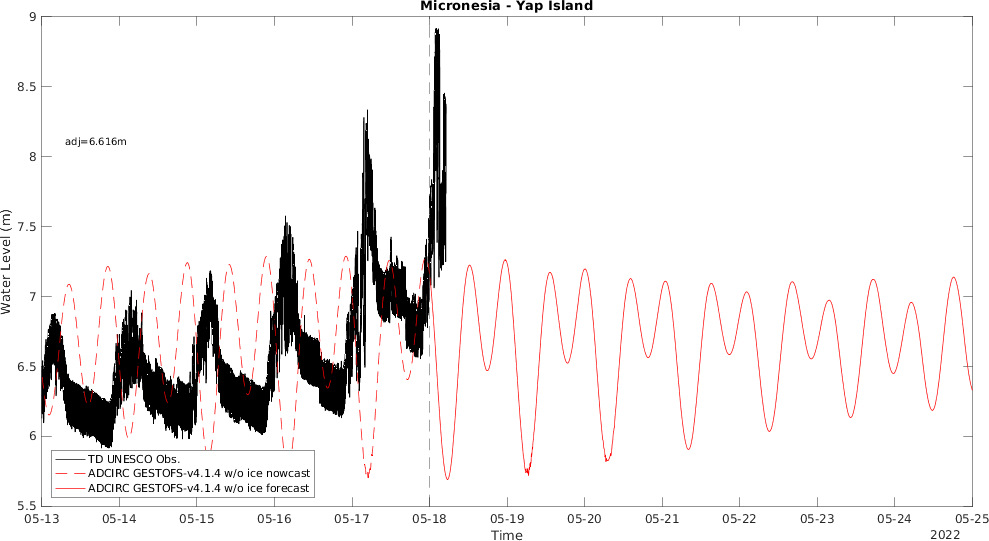 Micronesia - Yap Island
9
8.5
8
7.5
7
6.5
6
5.5
Water Level (m)
adj=6.616m
TD UNESCO Obs.
ADCIRC GESTOFS-v4.1.4 w/o ice nowcast
ADCIRC GESTOFS-v4.1.4 w/o ice forecast
05-13 05-14 05-15 05-16 05-17 05-18 05-19 05-20 05-21 05-22 05-23 05-24 05-25
Time
2022